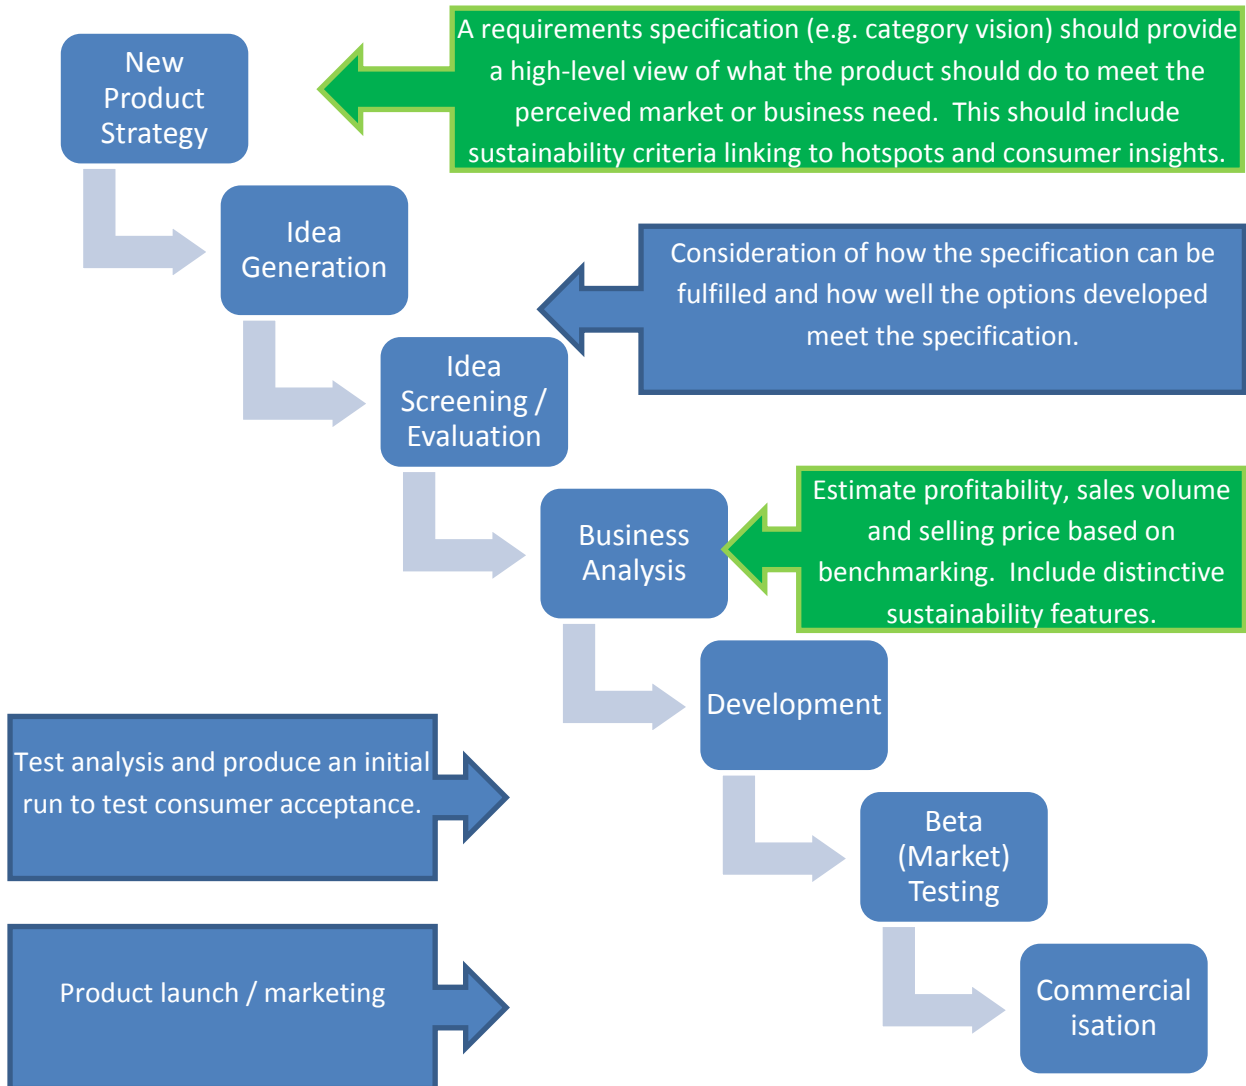 New
Product
Strategy
A requirements specification (e.g. category vision) should provide
a high-level view of what the product should do to meet the
perceived market or business need.  This should include
sustainability criteria linking to hotspots and consumer insights.
Idea
Generation
Consideration of how the specification can be
fulfilled and how well the options developed
meet the specification.
Idea
Screening /
Evaluation
Business
Analysis
Estimate profitability, sales volume
and selling price based on
benchmarking.  Include distinctive
sustainability features.
Development
Test analysis and produce an initial
run to test consumer acceptance.
Beta
(Market)
Testing
Product launch / marketing
Commercial
isation